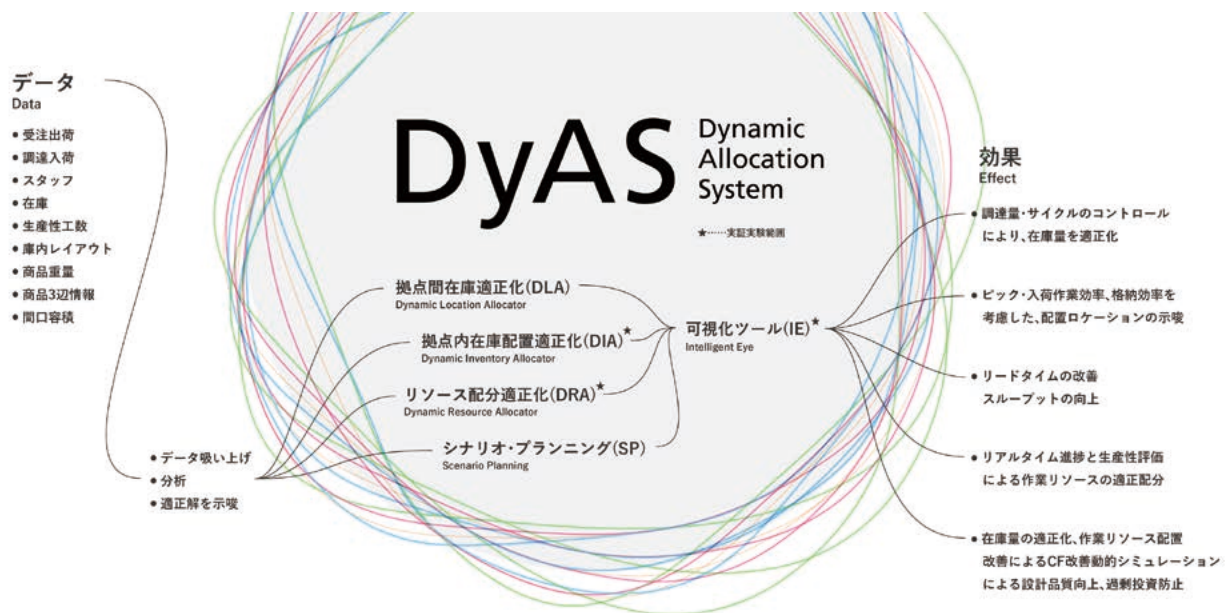 データ
Data
● 受注出荷
● 調達入荷
● スタッフ
● 在庫
● 生産性工数
● 庫内レイアウト
● 商品重量
● 商品3辺情報
● 間口容積
● データ吸い上げ
● 分析
● 適正解を示唆
DyAS
Dynamic
Allocation
System
★……実証実験範囲
拠点間在庫適正化(DLA)
Dynamic Location Allocator
拠点内在庫配置適正化(DIA)★
Dynamic Inventory Allocator
リソース配分適正化(DRA)★
Dynamic Resource Allocator
シナリオ・プランニング(SP)
Scenario Planning
可視化ツール(IE)★
Intelligent Eye
効果
Effect
● 調達量・サイクルのコントロール
により、在庫量を適正化
● ピック・入荷作業効率、格納効率を
考慮した、配置ロケーションの示唆
● リードタイムの改善
スループットの向上
● リアルタイム進捗と生産性評価
による作業リソースの適正配分
● 在庫量の適正化、作業リソース配置
改善によるCF改善動的シミュレーション
による設計品質向上、過剰投資防止